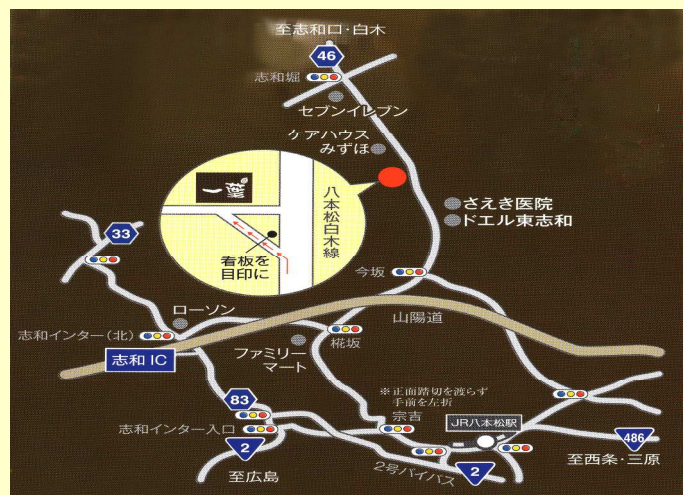 至志和口・白木
46
志和堀
セブンイレブン
ケアハウス
みずほ
一葉
八本松白木線
看板を
目印に
さえき医院
ドエル東志和
33
今坂
ローソン
山陽道
志和インター(北)
椛坂
志和 IC
ファミリー
マート
※正面踏切を渡らず
手前を左折
83
宗吉
JR八本松駅
志和インター入口
2
486
至広島
2号バイパス
2
至西条・三原